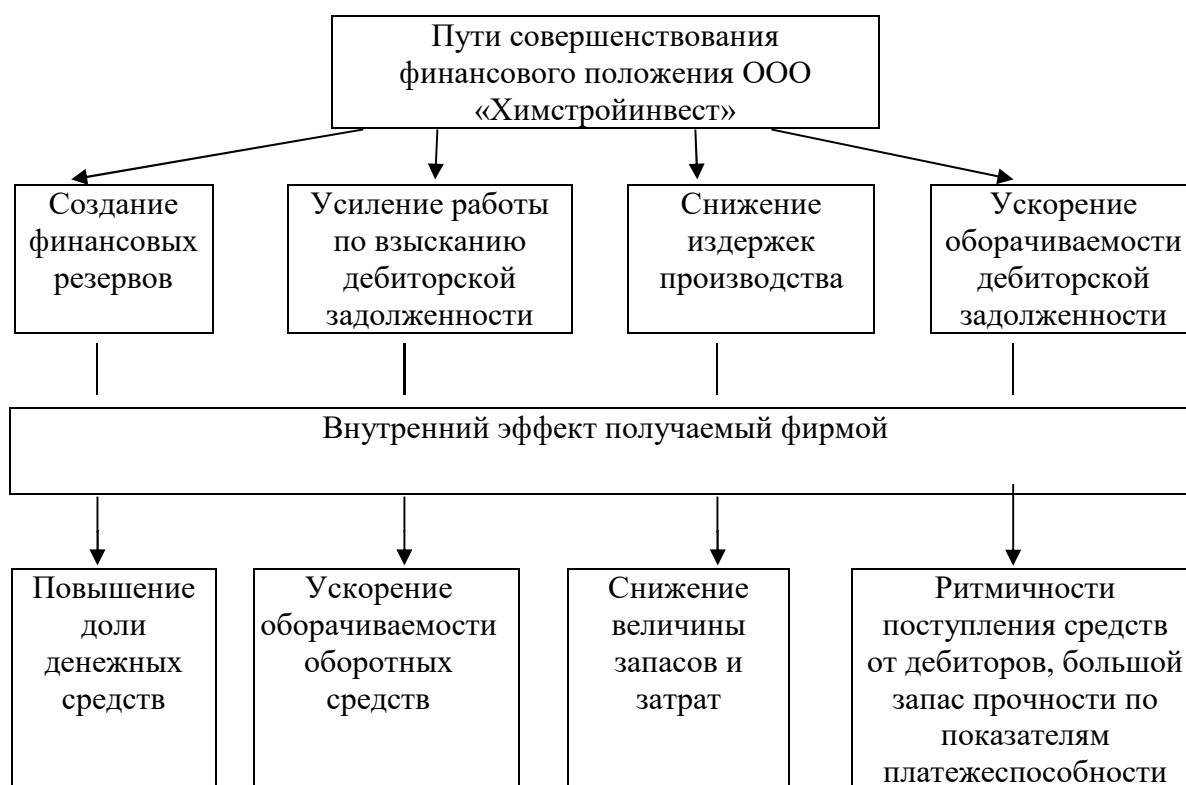 Пути совершенствования
финансового положения ООО
«Химстройинвест»
Создание
финансовых
резервов
Усиление работы
по взысканию
дебиторской
задолженности
Снижение
издержек
производства
Ускорение
оборачиваемости
дебиторской
задолженности
Внутренний эффект получаемый фирмой
Повышение
доли
денежных
средств
Ускорение
оборачиваемости
оборотных
средств
Снижение
величины
запасов и
затрат
Ритмичности
поступления средств
от дебиторов, большой
запас прочности по
показателям
платежеспособности